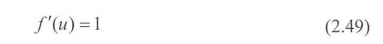 f′(u) = 1 (2.49)